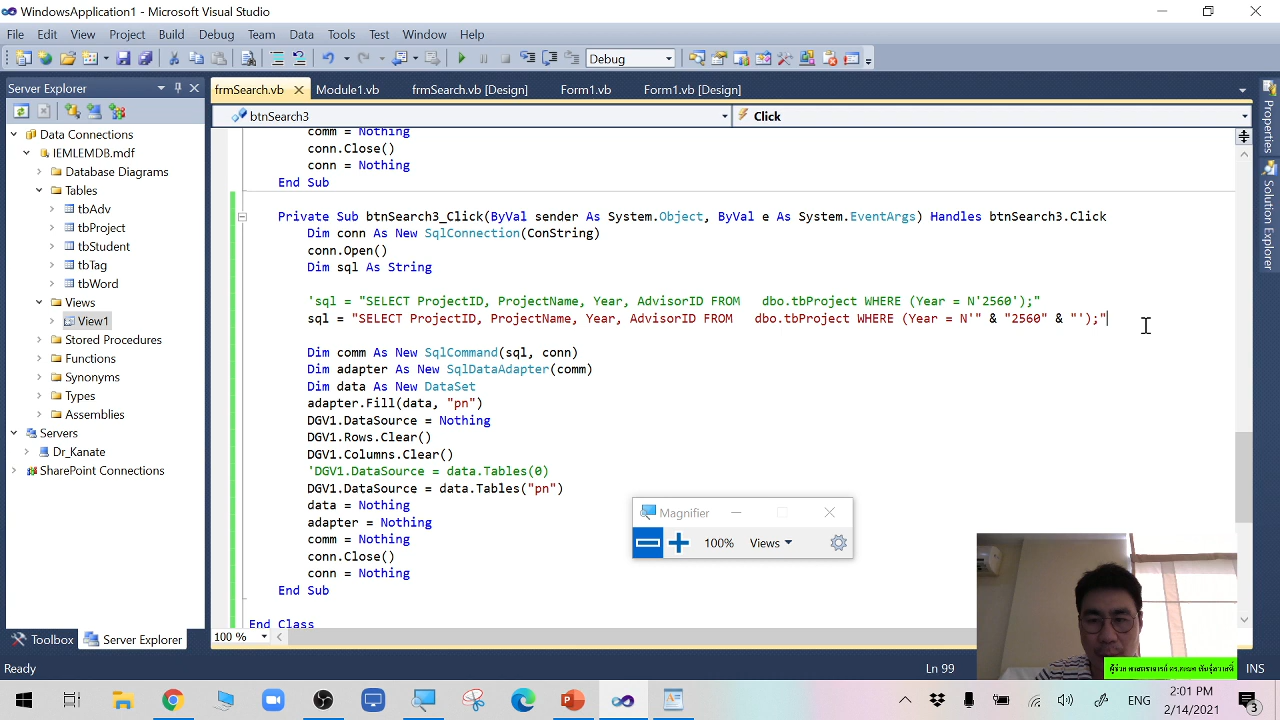 WindowsApplication1 - Microsoft Visual Studio
File Edit View Project Build Debug Team Data Tools Test Window Help
Debug
Server Explorer
frmSearch.vb Module1.vb frmSearch.vb [Design] Form1.vb Form1.vb [Design]
btnSearch3 Click
Data Connections
IEMLEMDB.mdf
Database Diagrams
Tables
tbAdv
tbProject
tbStudent
tbTag
tbWord
Views
View1
Stored Procedures
Functions
Synonyms
Types
Assemblies
Servers
Dr_Kanate
SharePoint Connections
Toolbox Server Explorer
comm = Nothing
conn.Close()
conn = Nothing
End Sub
Private Sub btnSearch3_Click(ByVal sender As System.Object, ByVal e As System.EventArgs) Handles btnSearch3.Click
Dim conn As New SqlConnection(ConString)
conn.Open()
Dim sql As String
'sql = "SELECT ProjectID, ProjectName, Year, AdvisorID FROM   dbo.tbProject WHERE (Year = N'2560');"
sql = "SELECT ProjectID, ProjectName, Year, AdvisorID FROM   dbo.tbProject WHERE (Year = N'" & "2560" & "');"
Dim comm As New SqlCommand(sql, conn)
Dim adapter As New SqlDataAdapter(comm)
Dim data As New DataSet
adapter.Fill(data, "pn")
DGV1.DataSource = Nothing
DGV1.Rows.Clear()
DGV1.Columns.Clear()
'DGV1.DataSource = data.Tables(0)
DGV1.DataSource = data.Tables("pn")
data = Nothing
adapter = Nothing
comm = Nothing
conn.Close()
conn = Nothing
End Sub
End Class
100 %
Magnifier
100% Views
Properties
Solution Explorer
Ready
Ln 99
INS
ENG
2:01 PM
2/14/2021
3